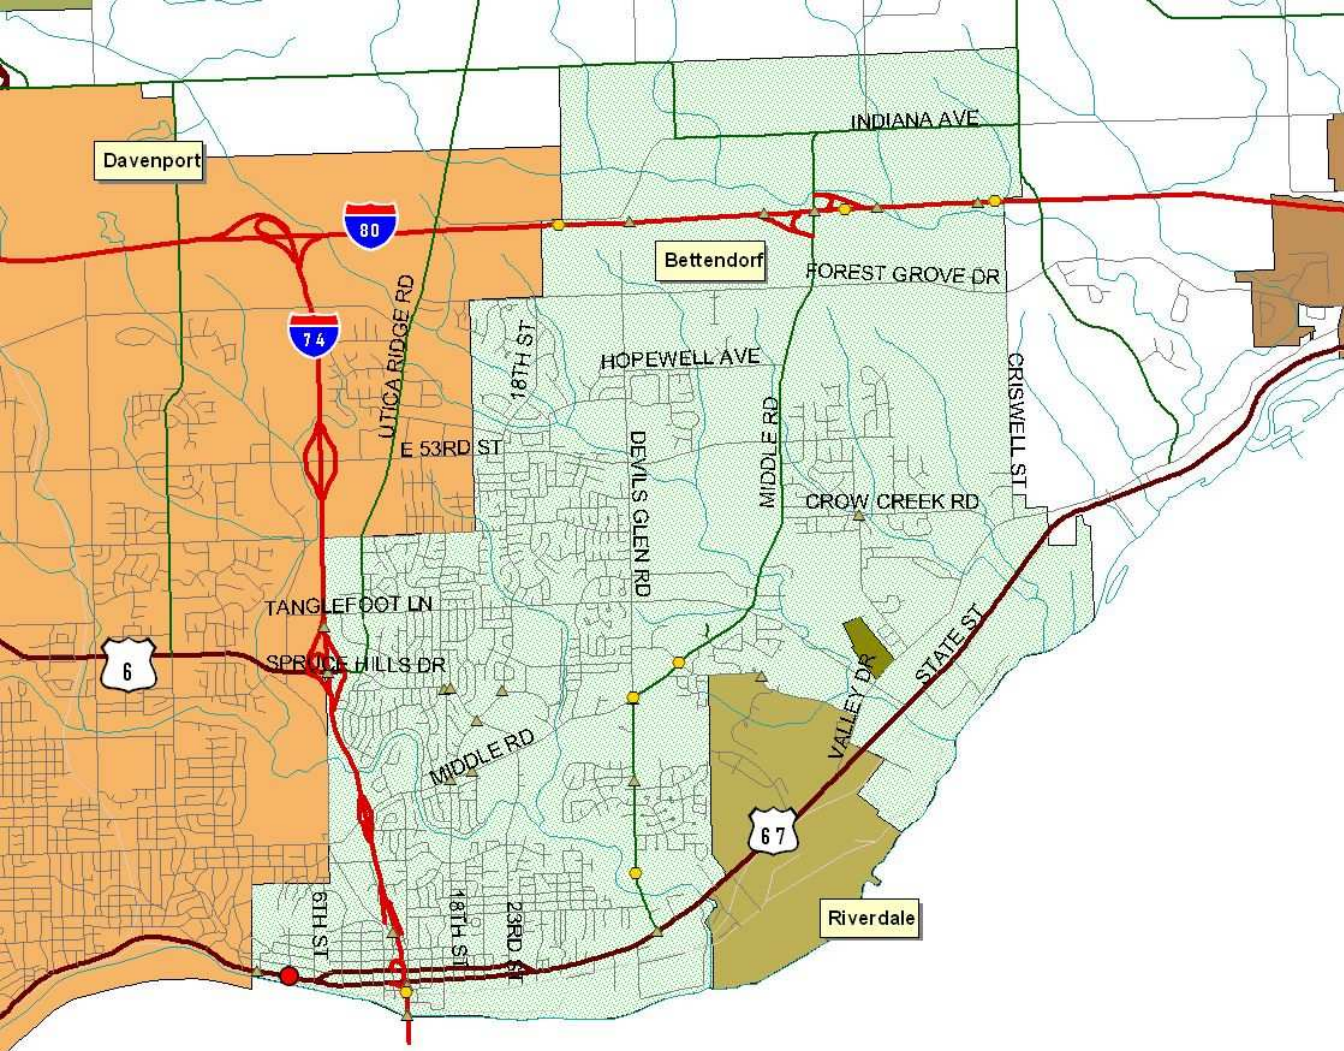 INDIANA AVE
Davenport
80
Bettendorf
FOREST GROVE DR
74
UTICA RIDGE RD
18TH ST
HOPEWELL AVE
CRISWELL ST
E 53RD ST
DEVILS GLEN RD
MIDDLE RD
CROW CREEK RD
TANGLEFOOT LN
6
SPRUCE HILLS DR
STATE ST
VALLEY DR
MIDDLE RD
67
6TH ST
18TH ST
23RD ST
Riverdale